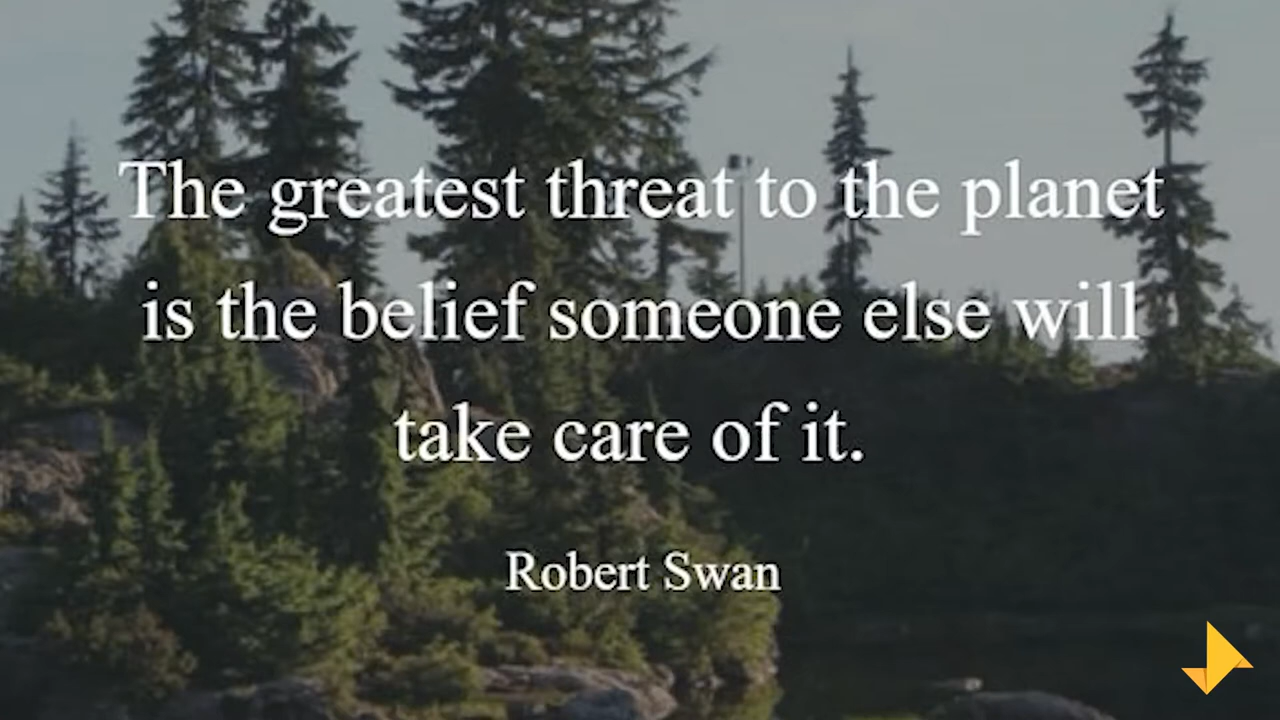 The greatest threat to the planet
is the belief someone else will
take care of it.
Robert Swan